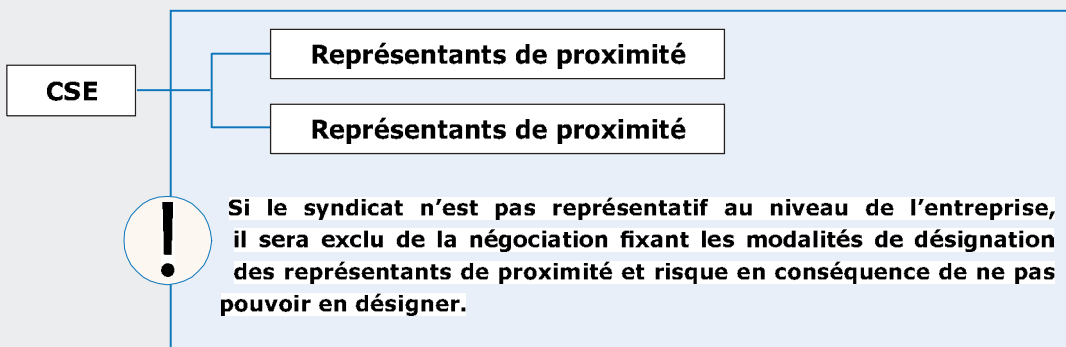 Représentants de proximité
CSE
Représentants de proximité
!
Si le syndicat n’est pas représentatif au niveau de l’entreprise,
il sera exclu de la négociation fixant les modalités de désignation
des représentants de proximité et risque en conséquence de ne pas
pouvoir en désigner.